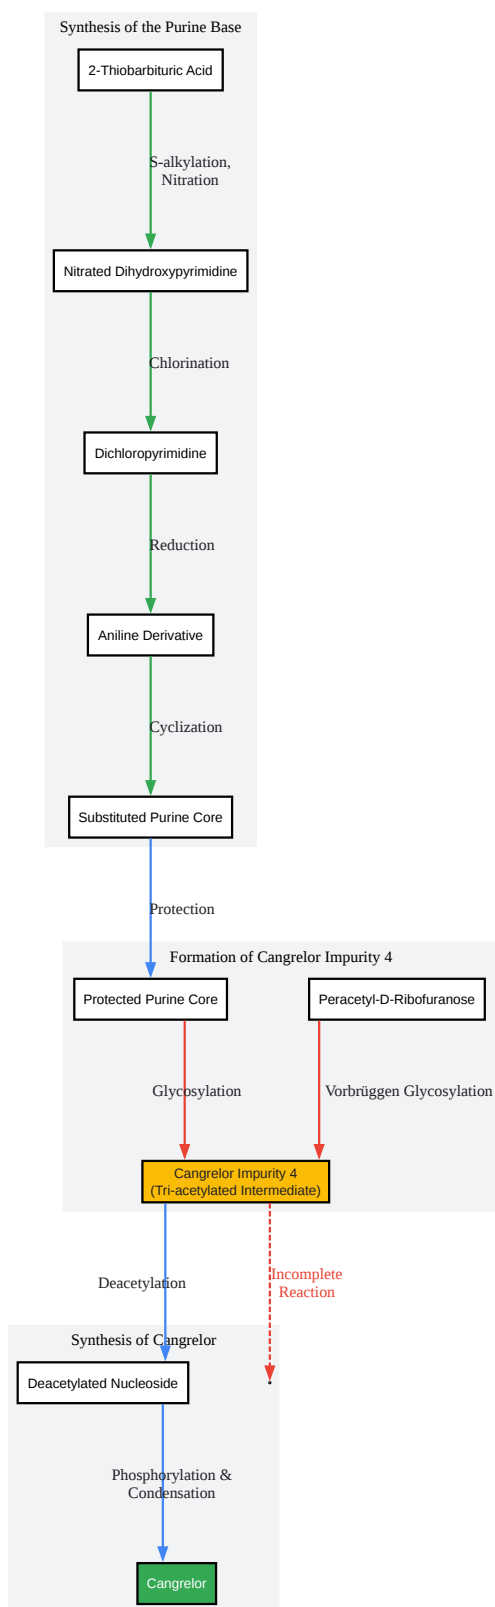 Synthesis of the Purine Base
2-Thiobarbituric Acid
S-alkylation,
Nitration
Nitrated Dihydroxypyrimidine
Chlorination
Dichloropyrimidine
Reduction
Aniline Derivative
Cyclization
Substituted Purine Core
Protection
Formation of Cangrelor Impurity 4
Protected Purine Core
Peracetyl-D-Ribofuranose
Glycosylation
Vorbrüggen Glycosylation
Cangrelor Impurity 4
(Tri-acetylated Intermediate)
Deacetylation
Incomplete
Reaction
Synthesis of Cangrelor
Deacetylated Nucleoside
Phosphorylation &
Condensation
Cangrelor